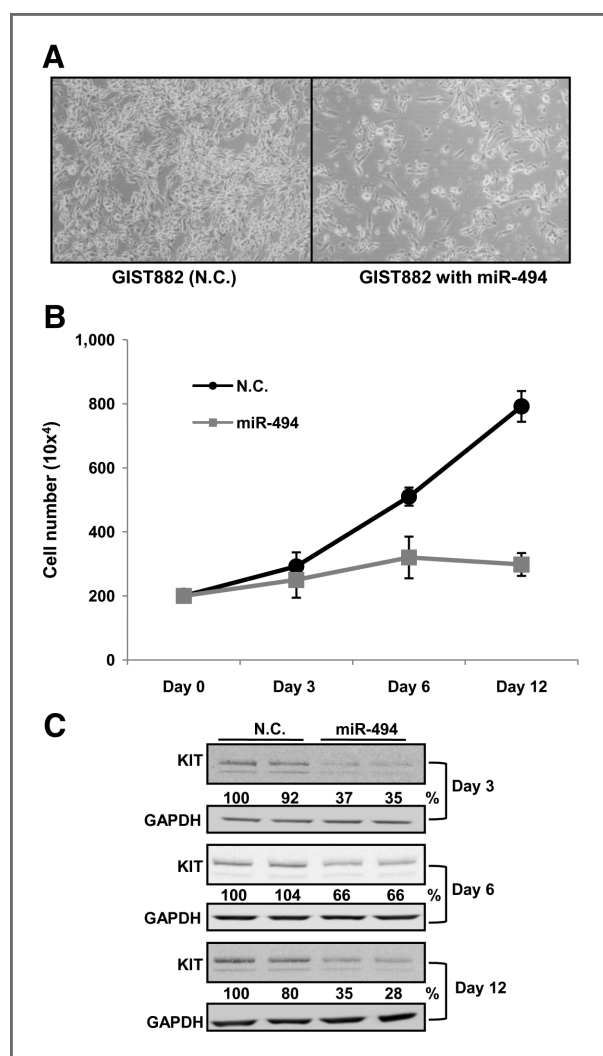 A
GIST882 (N.C.) GIST882 with miR-494
B
1,000
800
600
400
200
0
Cell number (10x⁴)
N.C.
miR-494
Day 0 Day 3 Day 6 Day 12
C
N.C. miR-494
KIT
100 92 37 35 %
GAPDH
Day 3
KIT
100 104 66 66 %
GAPDH
Day 6
KIT
100 80 35 28 %
GAPDH
Day 12